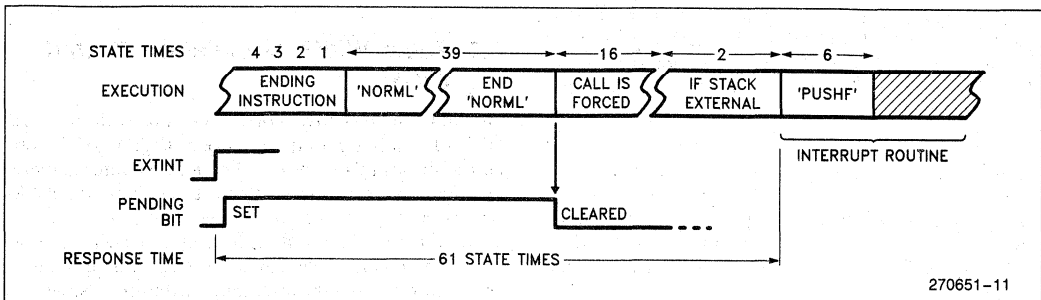 STATE TIMES 4 3 2 1 39 16 2 6
EXECUTION ENDING INSTRUCTION 'NORML' END 'NORML' CALL IS FORCED IF STACK EXTERNAL 'PUSHF'
INTERRUPT ROUTINE
EXTINT
PENDING BIT SET CLEARED
RESPONSE TIME 61 STATE TIMES
270651-11